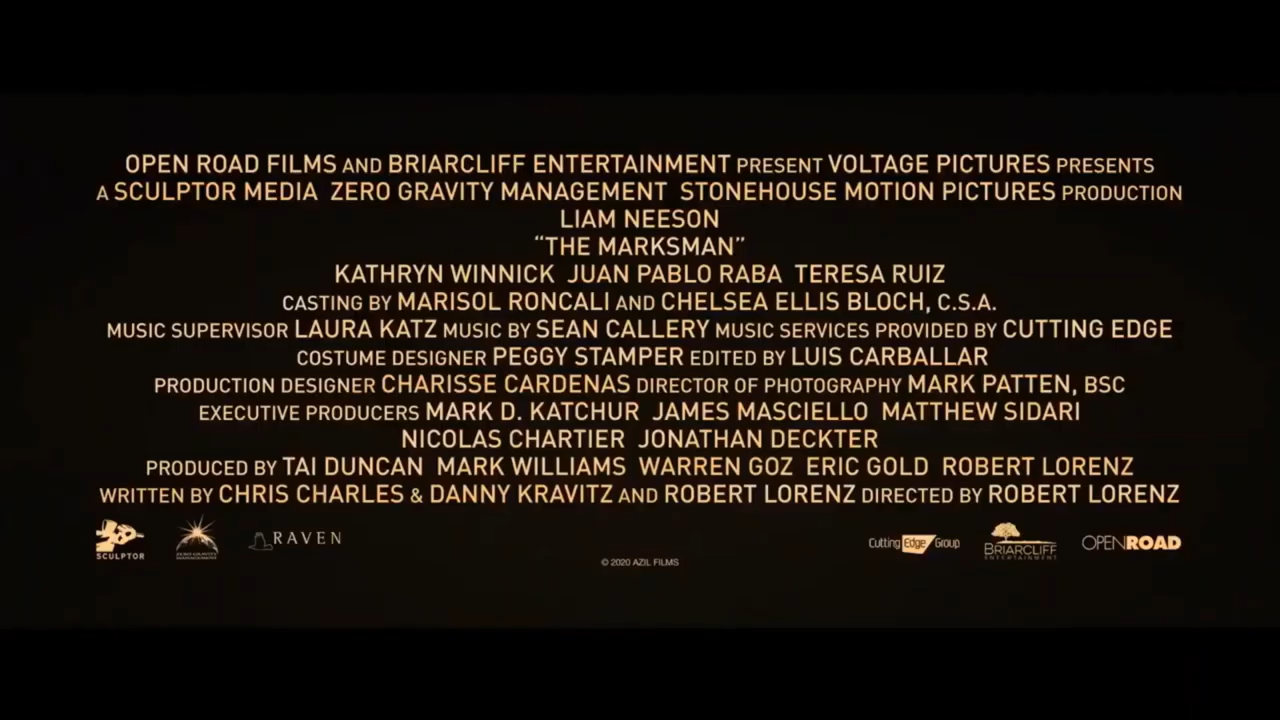 OPEN ROAD FILMS AND BRIARCLIFF ENTERTAINMENT PRESENT VOLTAGE PICTURES PRESENTS
A SCULPTOR MEDIA ZERO GRAVITY MANAGEMENT STONEHOUSE MOTION PICTURES PRODUCTION
LIAM NEESON
“THE MARKSMAN”
KATHRYN WINNICK JUAN PABLO RABA TERESA RUIZ
CASTING BY MARISOL RONCALI AND CHELSEA ELLIS BLOCH, C.S.A.
MUSIC SUPERVISOR LAURA KATZ MUSIC BY SEAN CALLERY MUSIC SERVICES PROVIDED BY CUTTING EDGE
COSTUME DESIGNER PEGGY STAMPER EDITED BY LUIS CARBALLAR
PRODUCTION DESIGNER CHARISSE CARDENAS DIRECTOR OF PHOTOGRAPHY MARK PATTEN, BSC
EXECUTIVE PRODUCERS MARK D. KATCHUR JAMES MASCIELLO MATTHEW SIDARI
NICOLAS CHARTIER JONATHAN DECKTER
PRODUCED BY TAI DUNCAN MARK WILLIAMS WARREN GOZ ERIC GOLD ROBERT LORENZ
WRITTEN BY CHRIS CHARLES & DANNY KRAVITZ AND ROBERT LORENZ DIRECTED BY ROBERT LORENZ
SCULPTOR
ZERO GRAVITY
MANAGEMENT
RAVEN
Cutting Edge Group
BRIARCLIFF
ENTERTAINMENT
OPEN ROAD
© 2020 AZIL FILMS